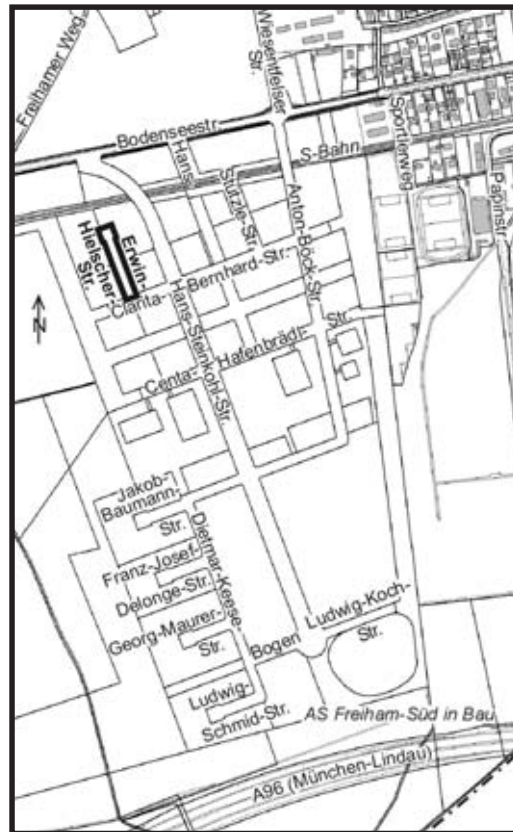 Freihamer Weg
Wiesentfelser
Str.
Bodenseestr.
Hans-
Stützle-Str.
S-Bahn
Sportlerweg
Papinstr.
Anton-Böck-Str.
Erwin-
Hielscher-
Str.
Clarita-
Bernhard-Str.
Hans-Steinkohl-Str.
N
Centa-
Hafenbrädl-
Str.
Jakob-
Baumann-
Str.
Dietmar-Keese-
Bogen
Franz-Josef-
Delonge-Str.
Georg-Maurer-
Str.
Ludwig-Koch-
Str.
Ludwig-
Schmid-Str.
AS Freiham-Süd in Bau
A96 (München-Lindau)